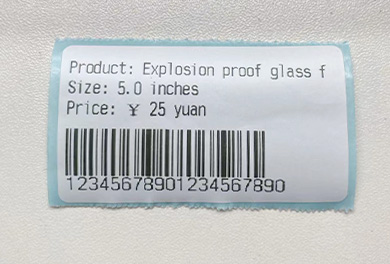 Product: Explosion proof glass f
Size: 5.0 inches
Price: ¥ 25 yuan
12345678901234567890